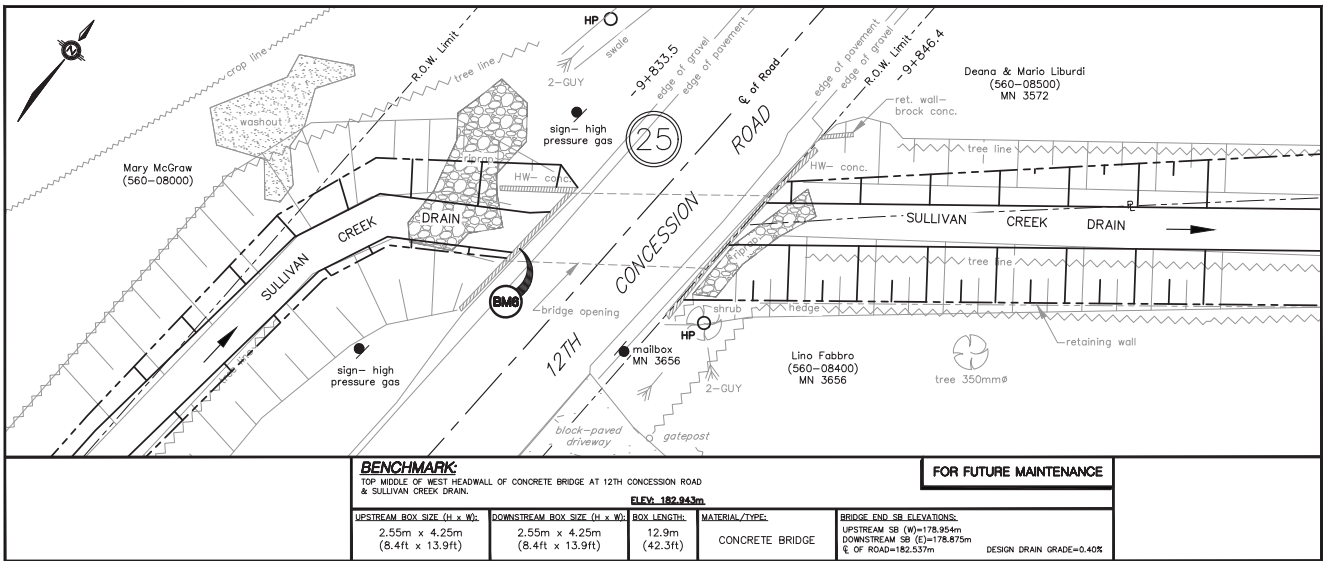 Z
crop line
R.O.W. Limit
tree line
washout
Mary McGraw
(560-08000)
HP
swale
2-GUY
sign- high
pressure gas
9+833.5
edge of gravel
edge of pavement
25
℄ of Road
edge of pavement
edge of gravel
R.O.W. Limit
9+846.4
Deana & Mario Liburdi
(560-08500)
MN 3572
ret. wall-
brock conc.
riprap
HW- conc.
HW- conc.
tree line
SULLIVAN CREEK DRAIN
12TH CONCESSION ROAD
SULLIVAN CREEK DRAIN
riprap
tree line
BM6
bridge opening
shrub
hedge
HP
retaining wall
mailbox
MN 3656
Lino Fabbro
(560-08400)
MN 3656
sign- high
pressure gas
tree line
2-GUY
tree 350mmø
block-paved
driveway
gatepost
BENCHMARK:
TOP MIDDLE OF WEST HEADWALL OF CONCRETE BRIDGE AT 12TH CONCESSION ROAD
& SULLIVAN CREEK DRAIN.
ELEV: 182.943m
FOR FUTURE MAINTENANCE
UPSTREAM BOX SIZE (H x W):
2.55m x 4.25m
(8.4ft x 13.9ft)
DOWNSTREAM BOX SIZE (H x W):
2.55m x 4.25m
(8.4ft x 13.9ft)
BOX LENGTH:
12.9m
(42.3ft)
MATERIAL/TYPE:
CONCRETE BRIDGE
BRIDGE END SB ELEVATIONS:
UPSTREAM SB (W)=178.954m
DOWNSTREAM SB (E)=178.875m
℄ OF ROAD=182.537m DESIGN DRAIN GRADE=0.40%